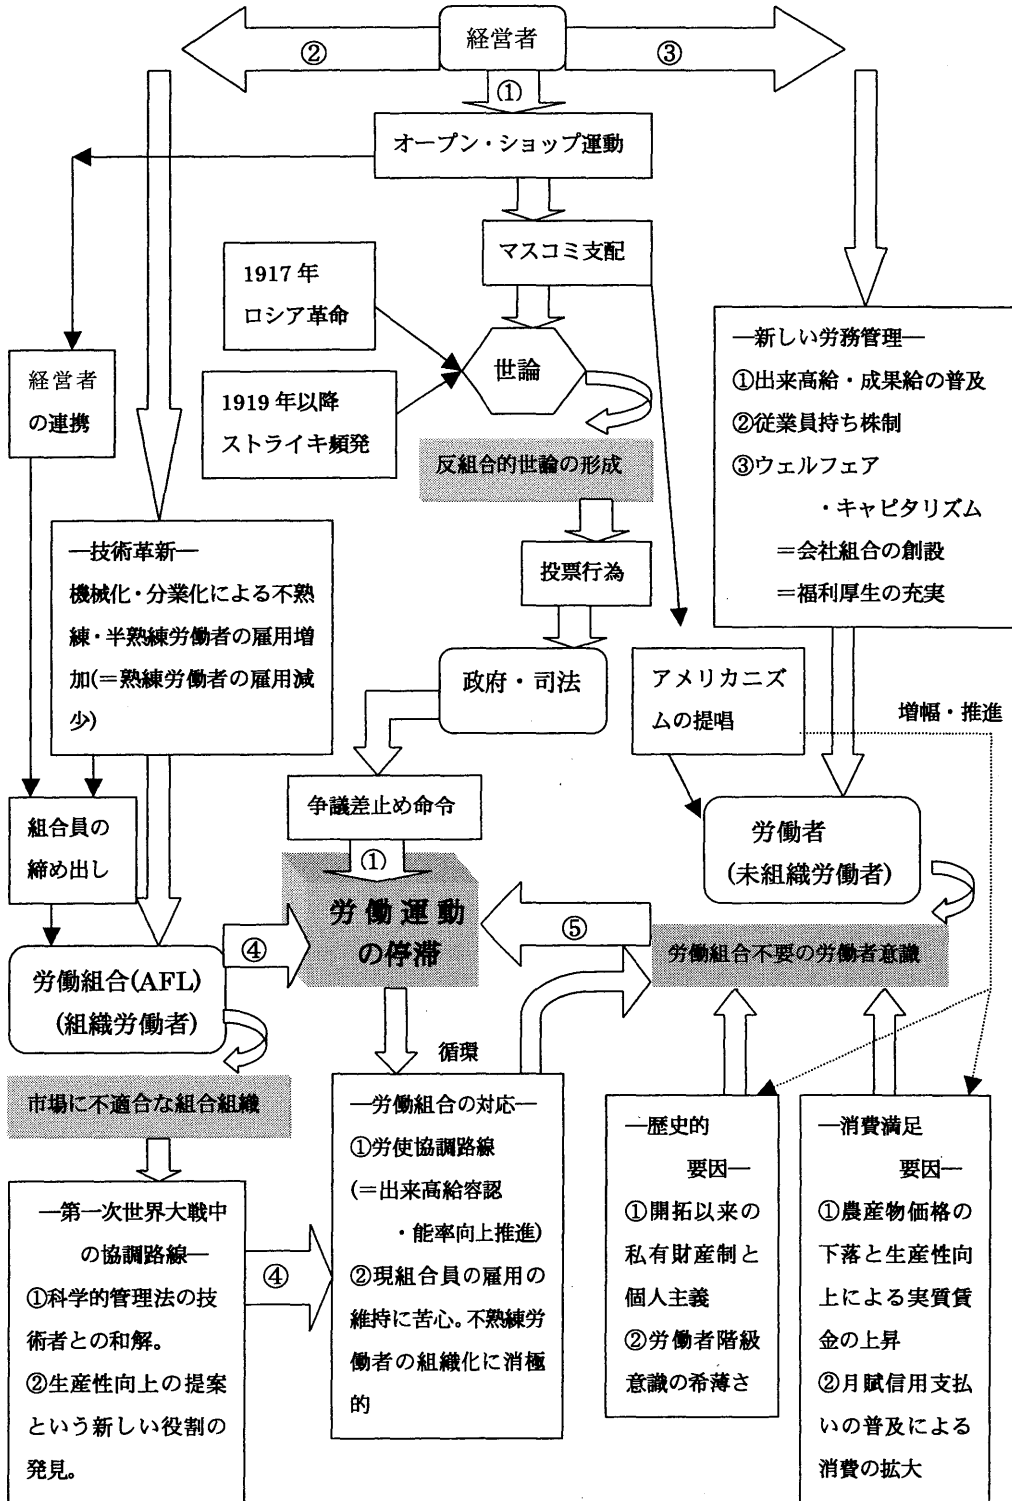 経営者
②
③
①
オープン・ショップ運動
マスコミ支配
1917年
ロシア革命
世論
1919年以降
ストライキ頻発
経営者
の連携
反組合的世論の形成
―新しい労務管理―
①出来高給・成果給の普及
②従業員持ち株制
③ウェルフェア
・キャピタリズム
＝会社組合の創設
＝福利厚生の充実
―技術革新―
機械化・分業化による不熟
練・半熟練労働者の雇用増
加(＝熟練労働者の雇用減
少)
投票行為
政府・司法
アメリカニズ
ムの提唱
増幅・推進
争議差止め命令
組合員の
締め出し
①
労働者
(未組織労働者)
労働運動
の停滞
④
⑤
労働組合不要の労働者意識
労働組合(AFL)
(組織労働者)
循環
市場に不適合な組合組織
―労働組合の対応―
①労使協調路線
(＝出来高給容認
・能率向上推進)
②現組合員の雇用の
維持に苦心。不熟練労
働者の組織化に消極
的
―歴史的
要因―
①開拓以来の
私有財産制と
個人主義
②労働者階級
意識の希薄さ
―消費満足
要因―
①農産物価格の
下落と生産性向
上による実質賃
金の上昇
②月賦信用支払
いの普及による
消費の拡大
―第一次世界大戦中
の協調路線―
①科学的管理法の技
術者との和解。
②生産性向上の提案
という新しい役割の
発見。
④